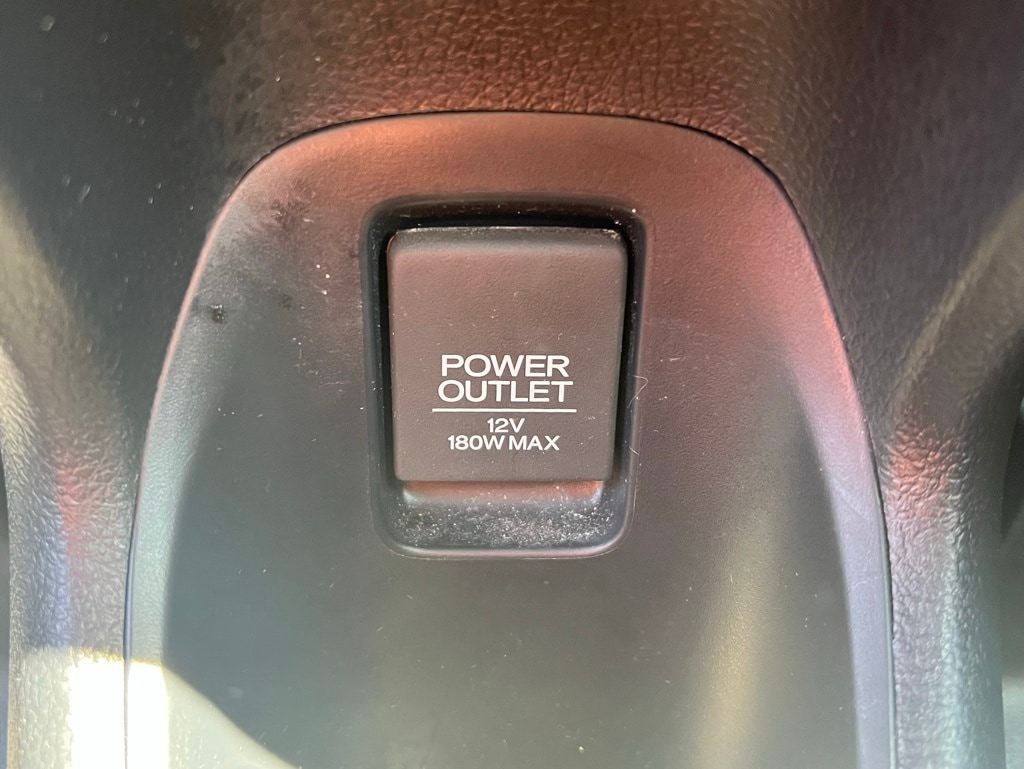 POWER
OUTLET
12V
180W MAX